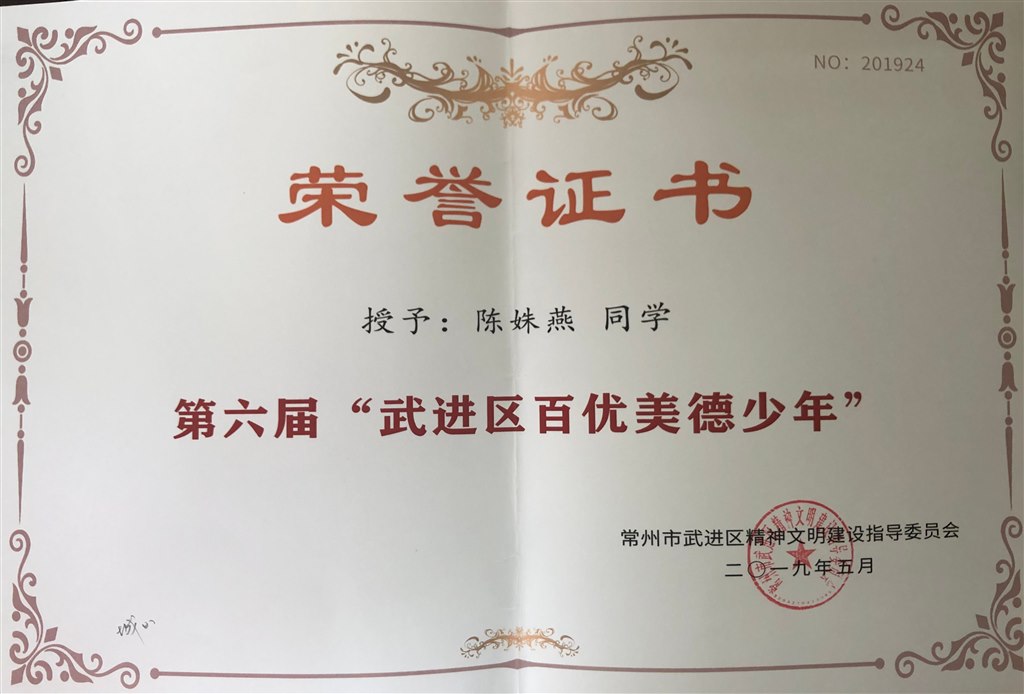 NO：201924
荣誉证书
授予：陈姝燕 同学
第六届“武进区百优美德少年”
常州市武进区精神文明建设指导委员会
二〇一九年五月